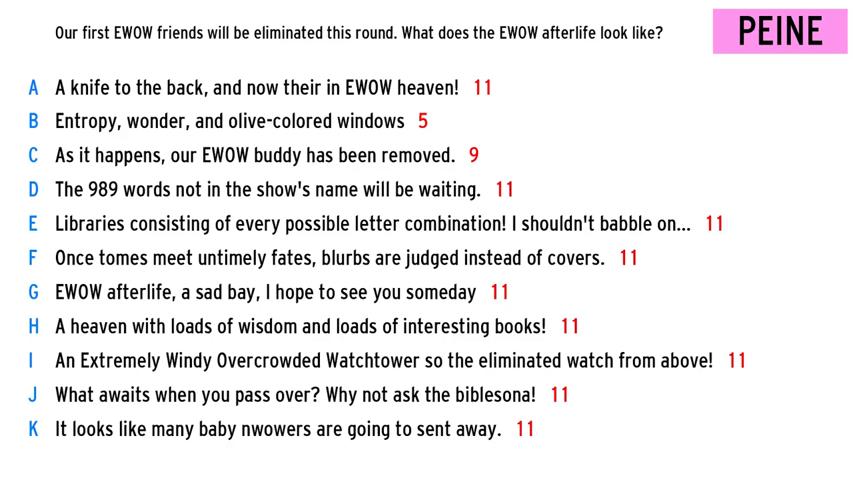 Our first EWOW friends will be eliminated this round. What does the EWOW afterlife look like?
PEINE
A A knife to the back, and now their in EWOW heaven! 11
B Entropy, wonder, and olive-colored windows 5
C As it happens, our EWOW buddy has been removed. 9
D The 989 words not in the show's name will be waiting. 11
E Libraries consisting of every possible letter combination! I shouldn't babble on... 11
F Once tomes meet untimely fates, blurbs are judged instead of covers. 11
G EWOW afterlife, a sad bay, I hope to see you someday 11
H A heaven with loads of wisdom and loads of interesting books! 11
I An Extremely Windy Overcrowded Watchtower so the eliminated watch from above! 11
J What awaits when you pass over? Why not ask the biblesona! 11
K It looks like many baby nwowers are going to sent away. 11